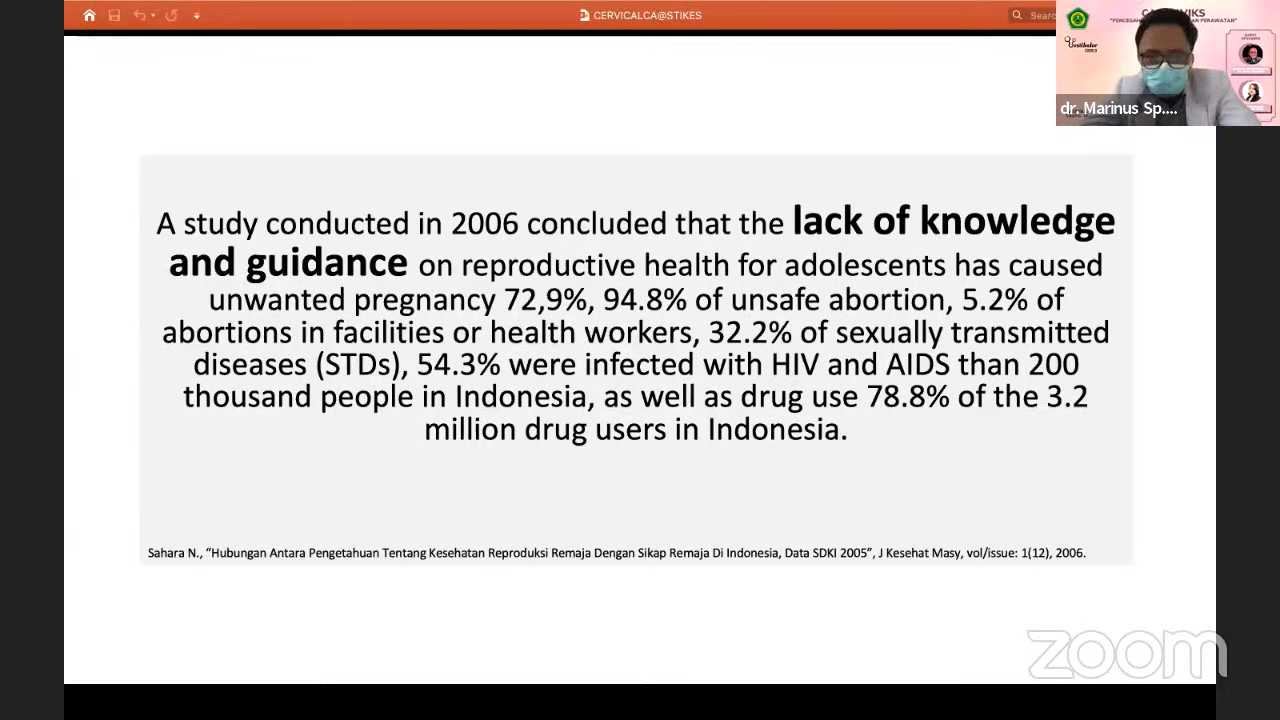 CERVICALCA@STIKES
Searc
dr. Marinus Sp....
A study conducted in 2006 concluded that the lack of knowledge
and guidance on reproductive health for adolescents has caused
unwanted pregnancy 72,9%, 94.8% of unsafe abortion, 5.2% of
abortions in facilities or health workers, 32.2% of sexually transmitted
diseases (STDs), 54.3% were infected with HIV and AIDS than 200
thousand people in Indonesia, as well as drug use 78.8% of the 3.2
million drug users in Indonesia.
Sahara N., “Hubungan Antara Pengetahuan Tentang Kesehatan Reproduksi Remaja Dengan Sikap Remaja Di Indonesia, Data SDKI 2005”, J Kesehat Masy, vol/issue: 1(12), 2006.
zoom